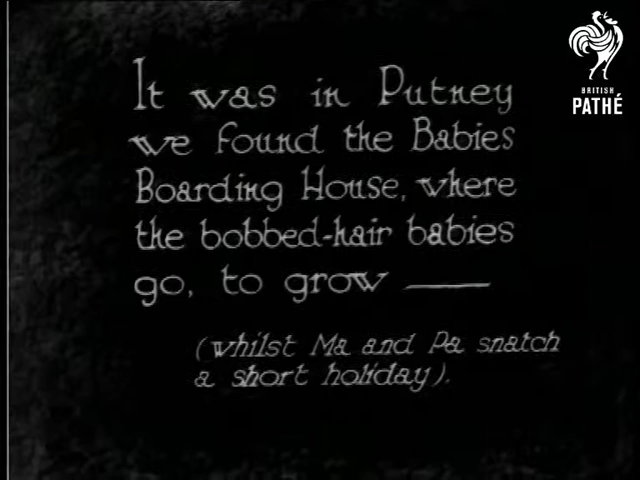 It was in Putney
we found the Babies
Boarding House, where
the bobbed-hair babies
go, to grow ——
(whilst Ma and Pa snatch
a short holiday).
BRITISH
PATHÉ